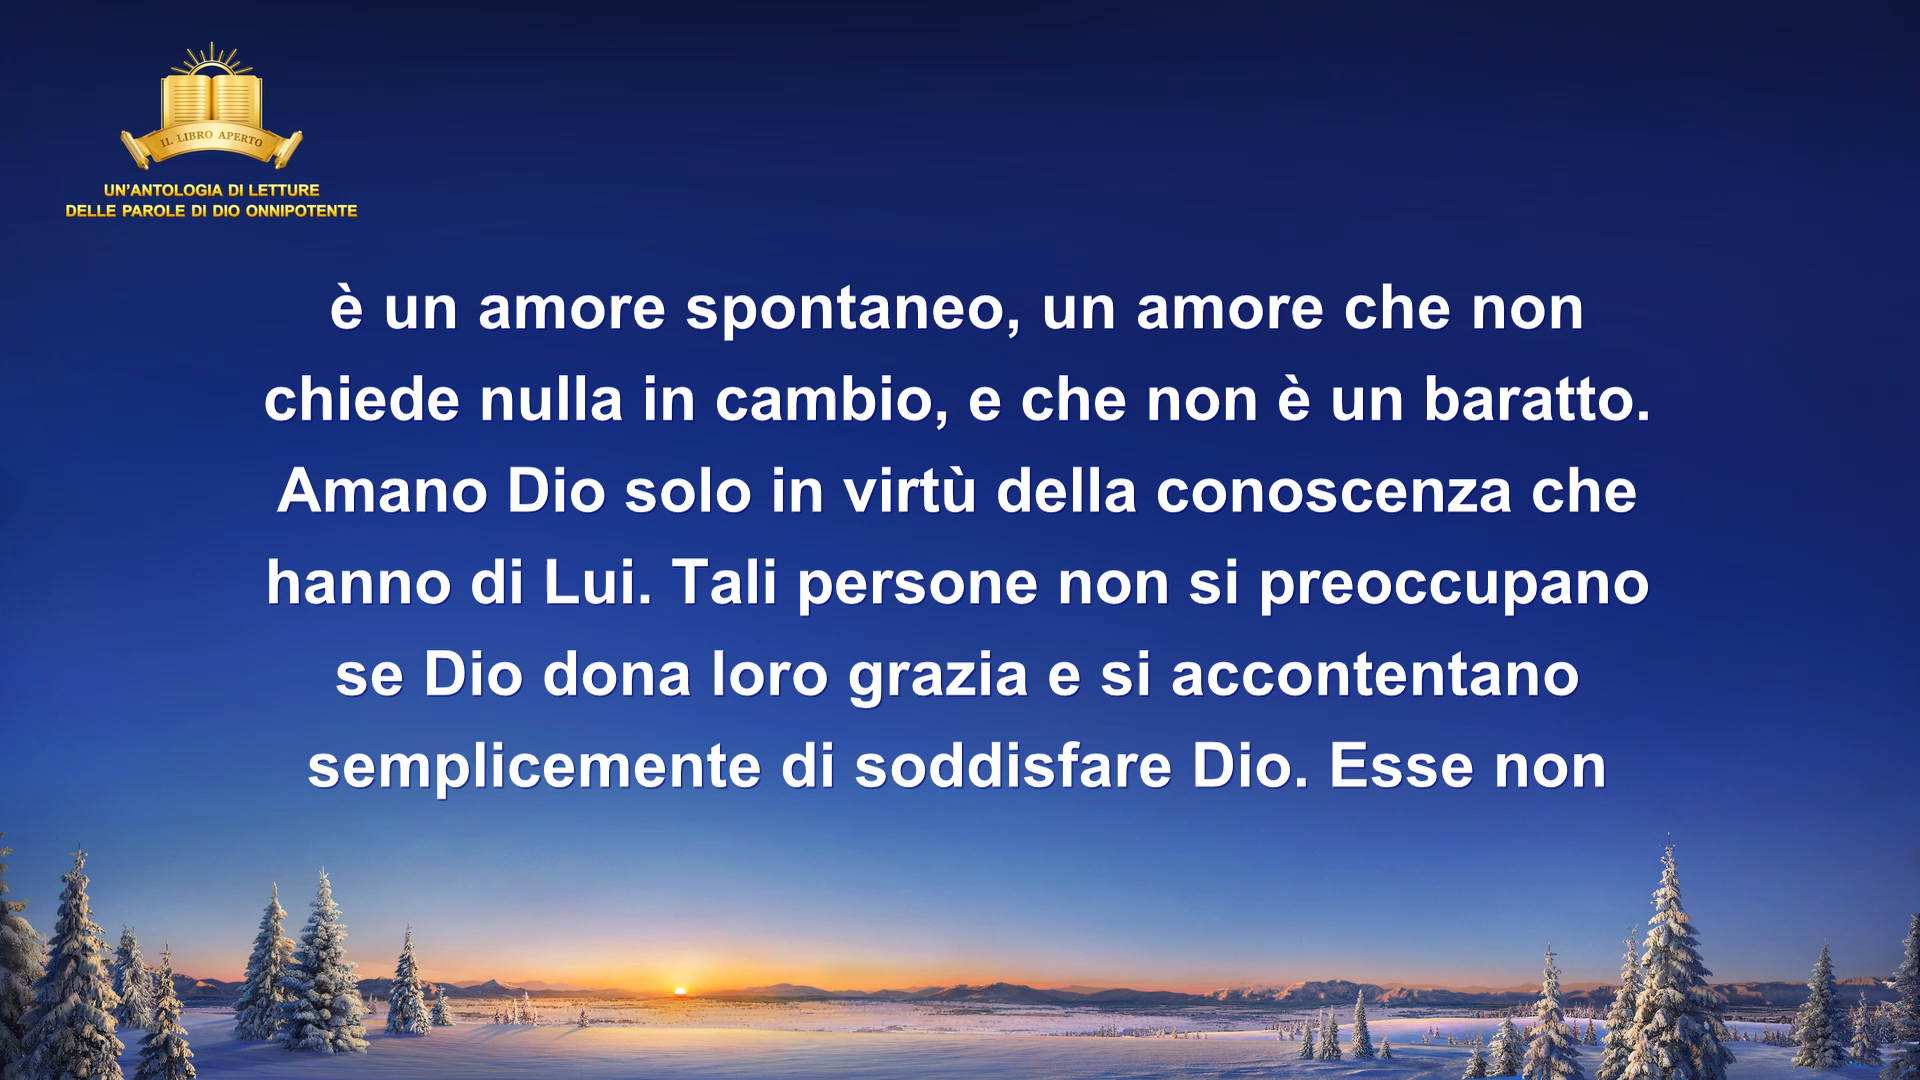 IL LIBRO APERTO
UN'ANTOLOGIA DI LETTURE
DELLE PAROLE DI DIO ONNIPOTENTE
è un amore spontaneo, un amore che non
chiede nulla in cambio, e che non è un baratto.
Amano Dio solo in virtù della conoscenza che
hanno di Lui. Tali persone non si preoccupano
se Dio dona loro grazia e si accontentano
semplicemente di soddisfare Dio. Esse non